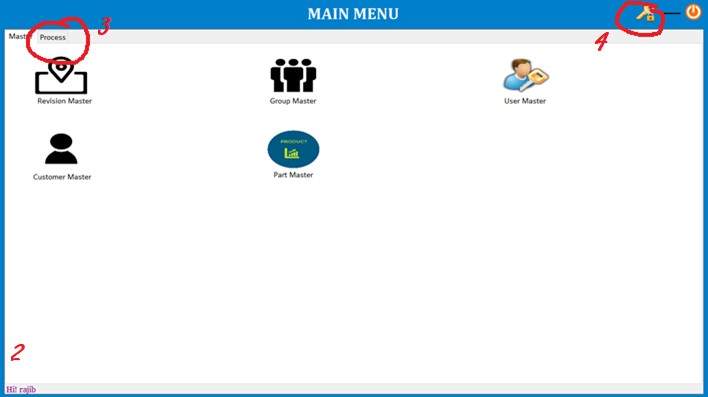 MAIN MENU
4
Master Process 3
Revision Master Group Master User Master
PRODUCT
Customer Master Part Master
2
Hi! rajib